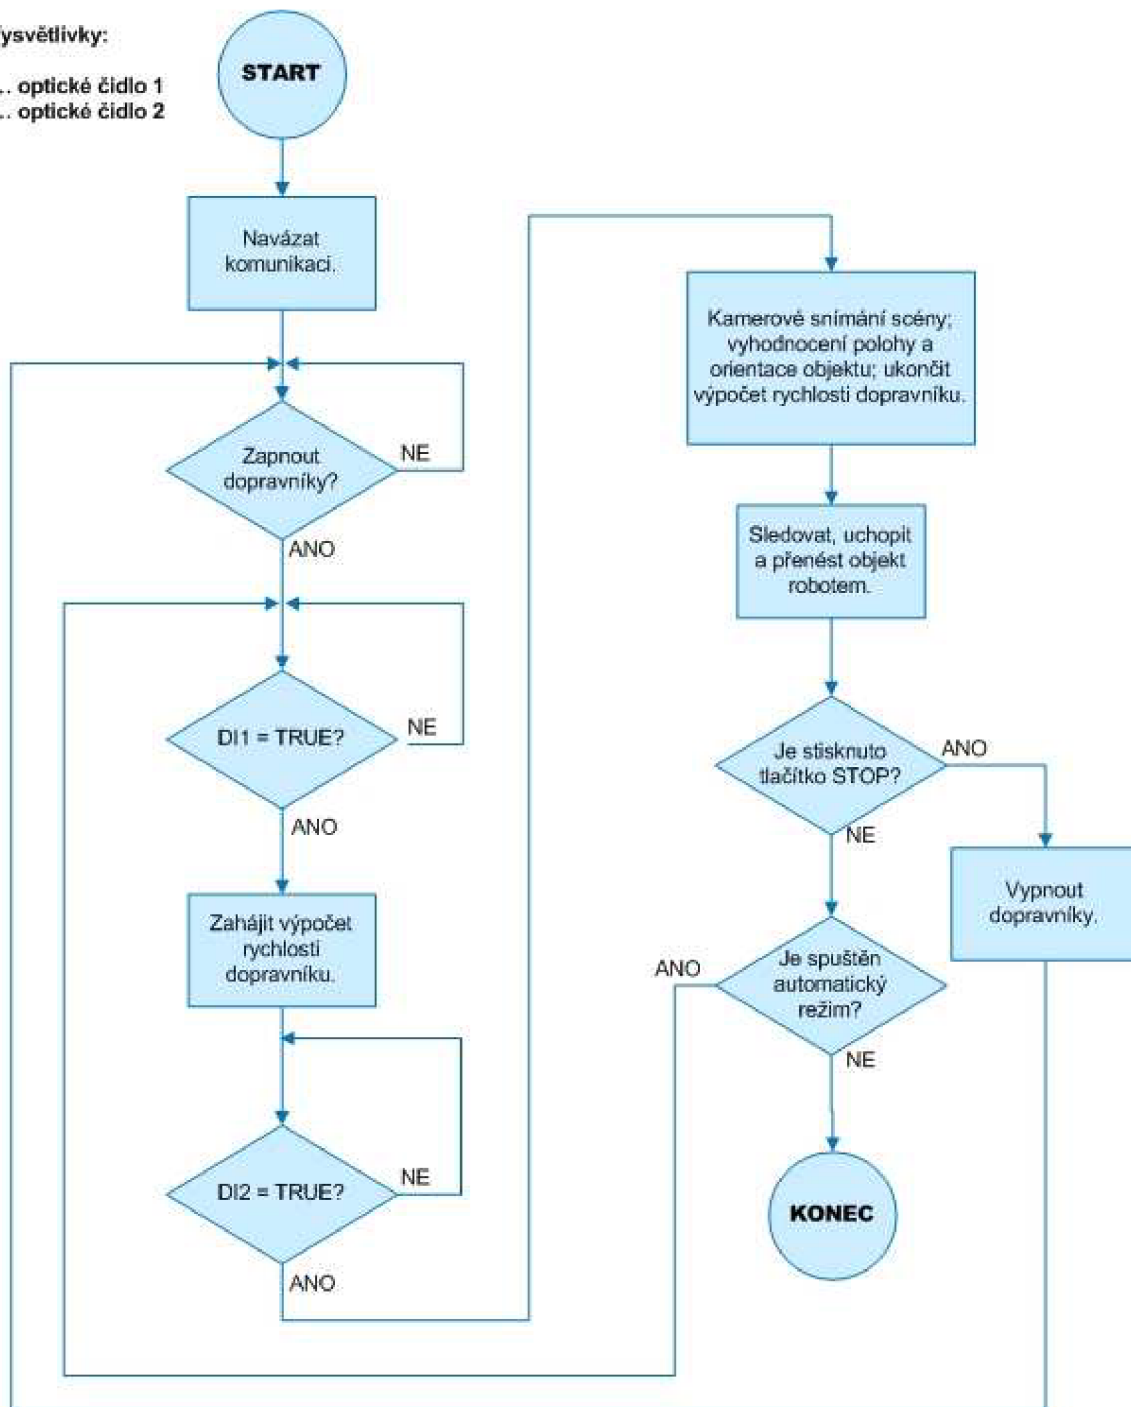 ysvětlivky:
.. optické čidlo 1
.. optické čidlo 2
START
Navázat
komunikaci.
Zapnout
dopravníky?
NE
ANO
DI1 = TRUE?
NE
ANO
Zahájit výpočet
rychlosti
dopravníku.
DI2 = TRUE?
NE
ANO
Kamerové snímání scény;
vyhodnocení polohy a
orientace objektu; ukončit
výpočet rychlosti dopravníku.
Sledovat, uchopit
a přenést objekt
robotem.
Je stisknuto
tlačítko STOP?
ANO
NE
Vypnout
dopravníky.
Je spuštěn
automatický
režim?
ANO
NE
KONEC